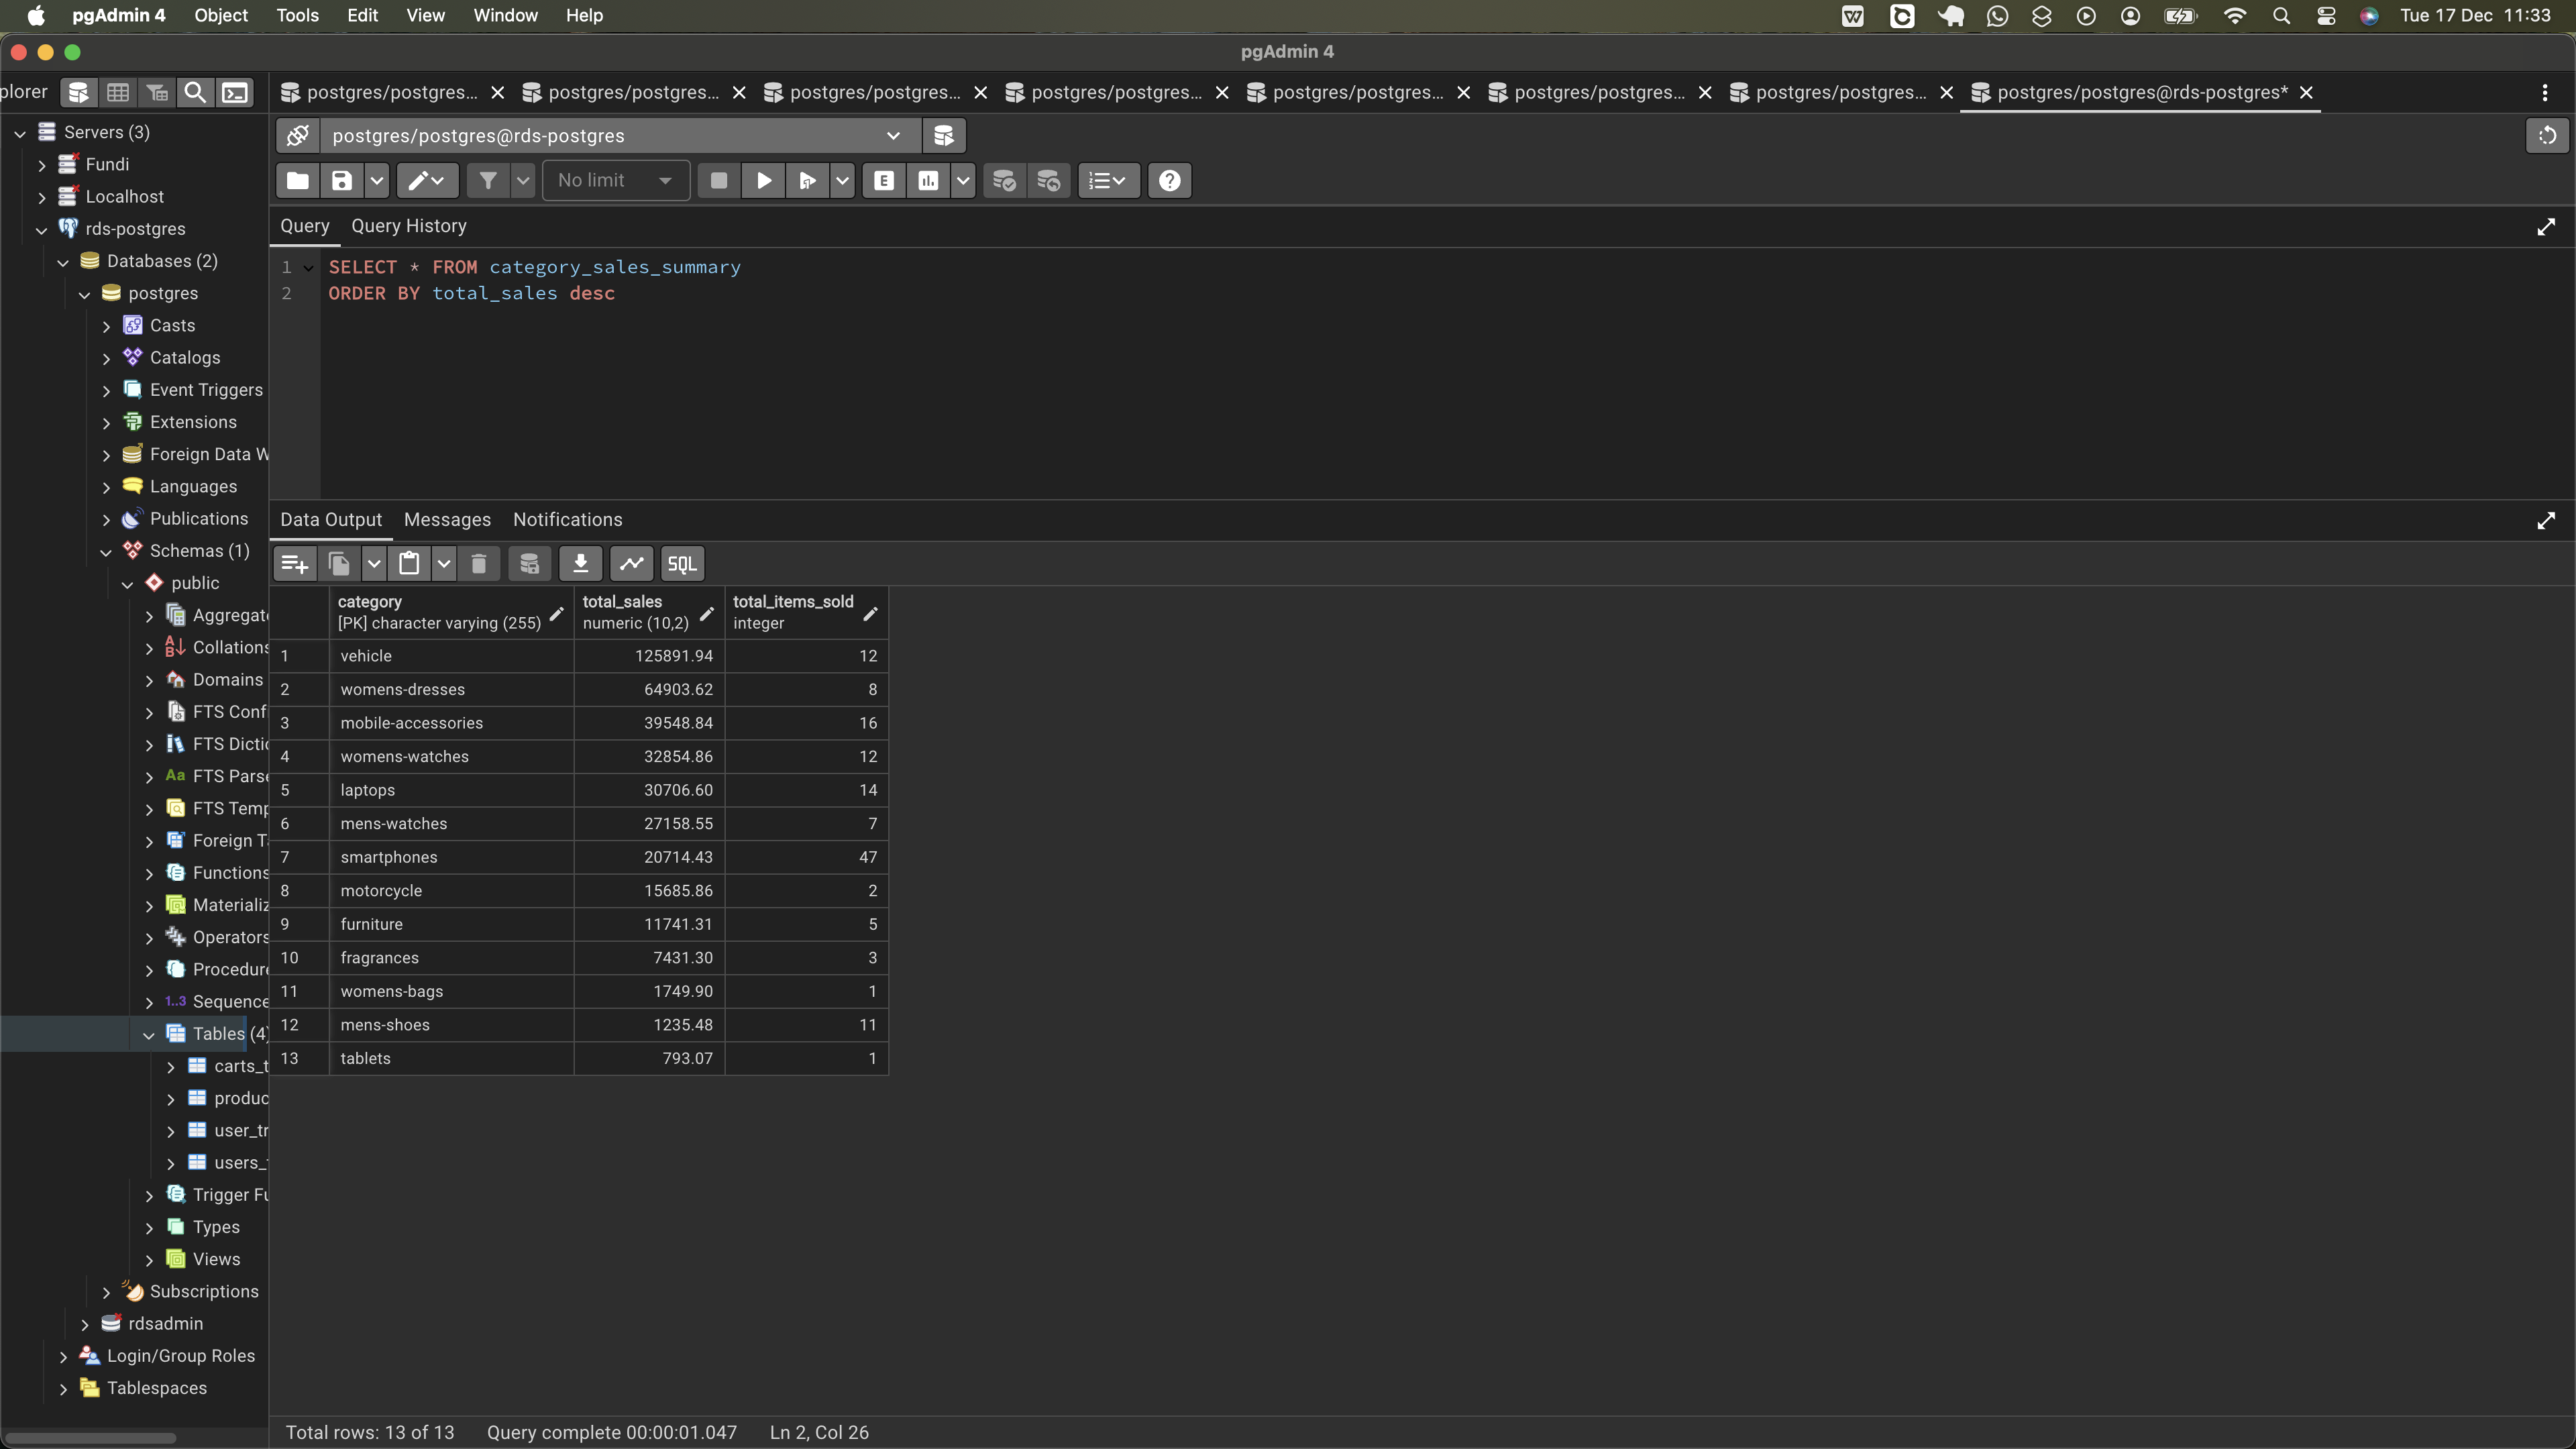 pgAdmin 4 Object Tools Edit View Window Help Tue 17 Dec 11:33
pgAdmin 4
plorer postgres/postgres... postgres/postgres... postgres/postgres... postgres/postgres... postgres/postgres... postgres/postgres... postgres/postgres... postgres/postgres@rds-postgres*
Servers (3)
Fundi
Localhost
rds-postgres
Databases (2)
postgres
Casts
Catalogs
Event Triggers
Extensions
Foreign Data W
Languages
Publications
Schemas (1)
public
Aggregat
Collations
Domains
FTS Conf
FTS Dictio
Aa FTS Parse
FTS Temp
Foreign T
Functions
Materializ
Operators
Procedure
1..3 Sequence
Tables (4)
carts_t
produc
user_tr
users_
Trigger Fu
Types
Views
Subscriptions
rdsadmin
Login/Group Roles
Tablespaces
postgres/postgres@rds-postgres
No limit E
Query Query History
1 SELECT * FROM category_sales_summary
2 ORDER BY total_sales desc
Data Output Messages Notifications
SQL
category total_sales total_items_sold
[PK] character varying (255) numeric (10,2) integer
1 vehicle 125891.94 12
2 womens-dresses 64903.62 8
3 mobile-accessories 39548.84 16
4 womens-watches 32854.86 12
5 laptops 30706.60 14
6 mens-watches 27158.55 7
7 smartphones 20714.43 47
8 motorcycle 15685.86 2
9 furniture 11741.31 5
10 fragrances 7431.30 3
11 womens-bags 1749.90 1
12 mens-shoes 1235.48 11
13 tablets 793.07 1
Total rows: 13 of 13 Query complete 00:00:01.047 Ln 2, Col 26